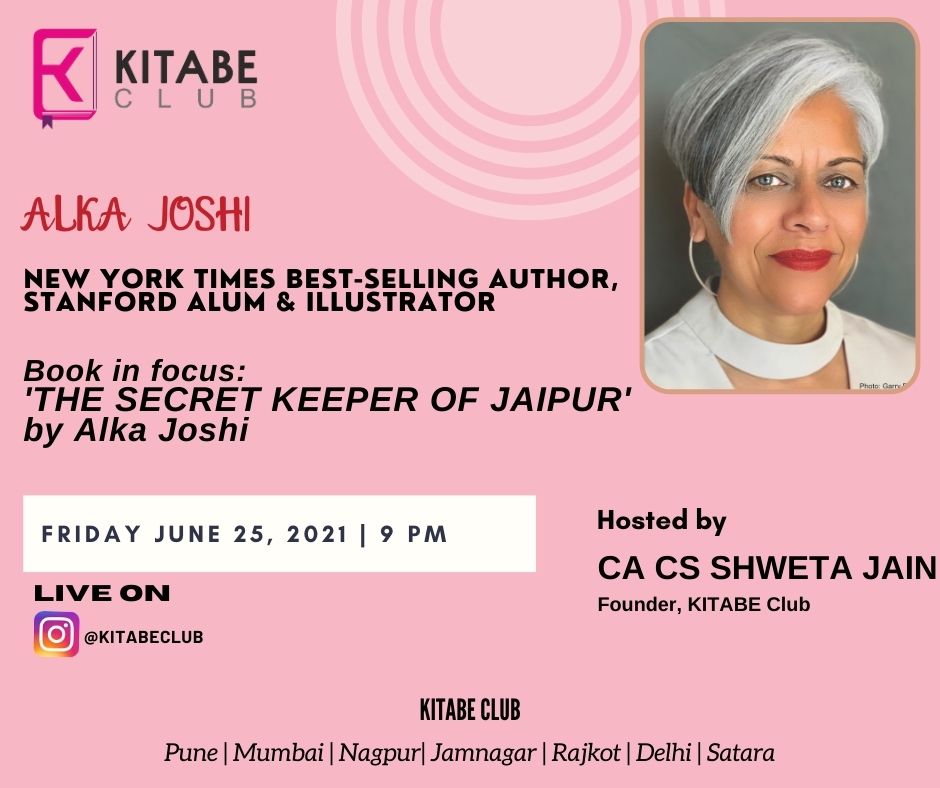 KITABE
CLUB
ALKA JOSHI
NEW YORK TIMES BEST-SELLING AUTHOR,
STANFORD ALUM & ILLUSTRATOR
Book in focus:
'THE SECRET KEEPER OF JAIPUR'
by Alka Joshi
Photo: Garry
FRIDAY JUNE 25, 2021 | 9 PM
LIVE ON
@KITABECLUB
Hosted by
CA CS SHWETA JAIN
Founder, KITABE Club
KITABE CLUB
Pune | Mumbai | Nagpur| Jamnagar | Rajkot | Delhi | Satara